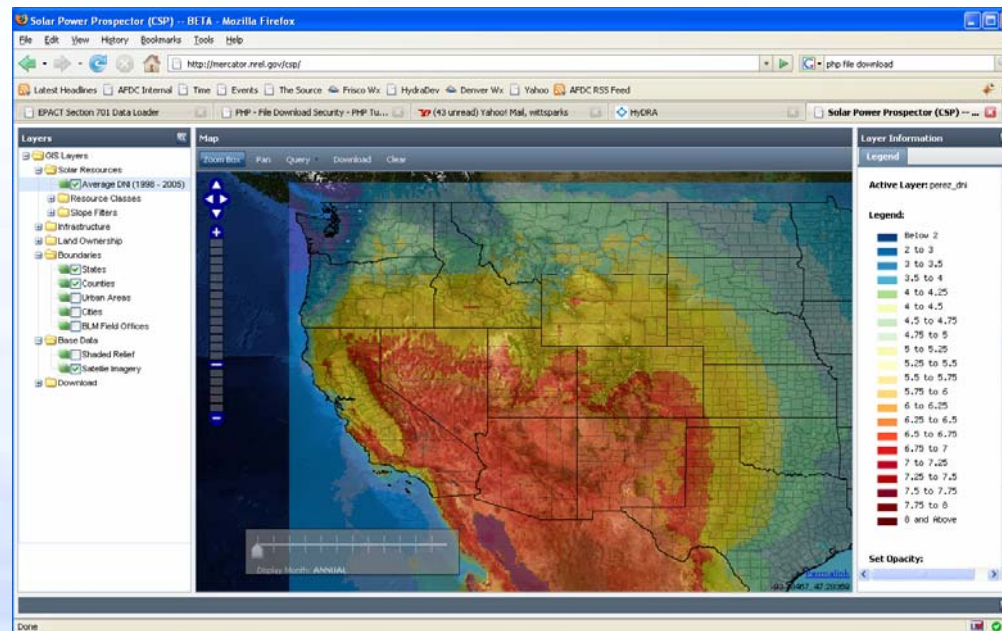 Solar Power Prospector (CSP) -- BETA - Mozilla Firefox
File Edit View History Bookmarks Tools Help
http://mercator.nrel.gov/csp/
php file download
Latest Headlines AFDC Internal Time Events The Source Frisco Wx HydraDev Denver Wx Yahoo AFDC RSS Feed
EPACT Section 701 Data Loader PHP - File Download Security - PHP Tu... (43 unread) Yahoo! Mail, wittsparks HyDRA Solar Power Prospector (CSP) -- ...
Layers
GIS Layers
Solar Resources
Average DNI (1998 - 2005)
Resource Classes
Slope Filters
Infrastructure
Land Ownership
Boundaries
States
Counties
Urban Areas
Cities
BLM Field Offices
Base Data
Shaded Relief
Satellite Imagery
Download
Map
Zoom Box Pan Query Download Clear
Display Month: ANNUAL
Permalink
Layer Information
Legend
Active Layer: perez_dni
Legend:
Below 2
2 to 3
3 to 3.5
3.5 to 4
4 to 4.25
4 to 4.5
4.5 to 4.75
4.75 to 5
5 to 5.25
5.25 to 5.5
5.5 to 5.75
5.75 to 6
6 to 6.25
6.25 to 6.5
6.5 to 6.75
6.75 to 7
7 to 7.25
7.25 to 7.5
7.5 to 7.75
7.75 to 8
8 and Above
Set Opacity:
Done